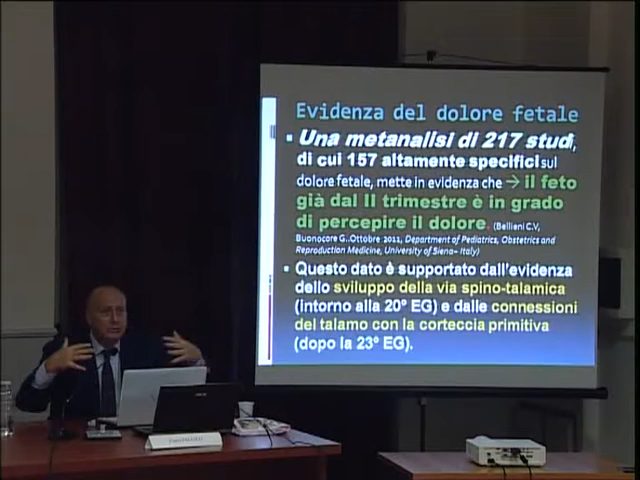 Evidenza del dolore fetale
▪ Una metanalisi di 217 studi,
di cui 157 altamente specifici sul
dolore fetale, mette in evidenza che → il feto
già dal II trimestre è in grado
di percepire il dolore. (Bellieni C.V,
Buonocore G..Ottobre 2011, Department of Pediatrics, Obstetrics and
Reproduction Medicine, University of Siena– Italy)
▪ Questo dato è supportato dall'evidenza
dello sviluppo della via spino-talamica
(intorno alla 20° EG) e dalle connessioni
del talamo con la corteccia primitiva
(dopo la 23° EG).